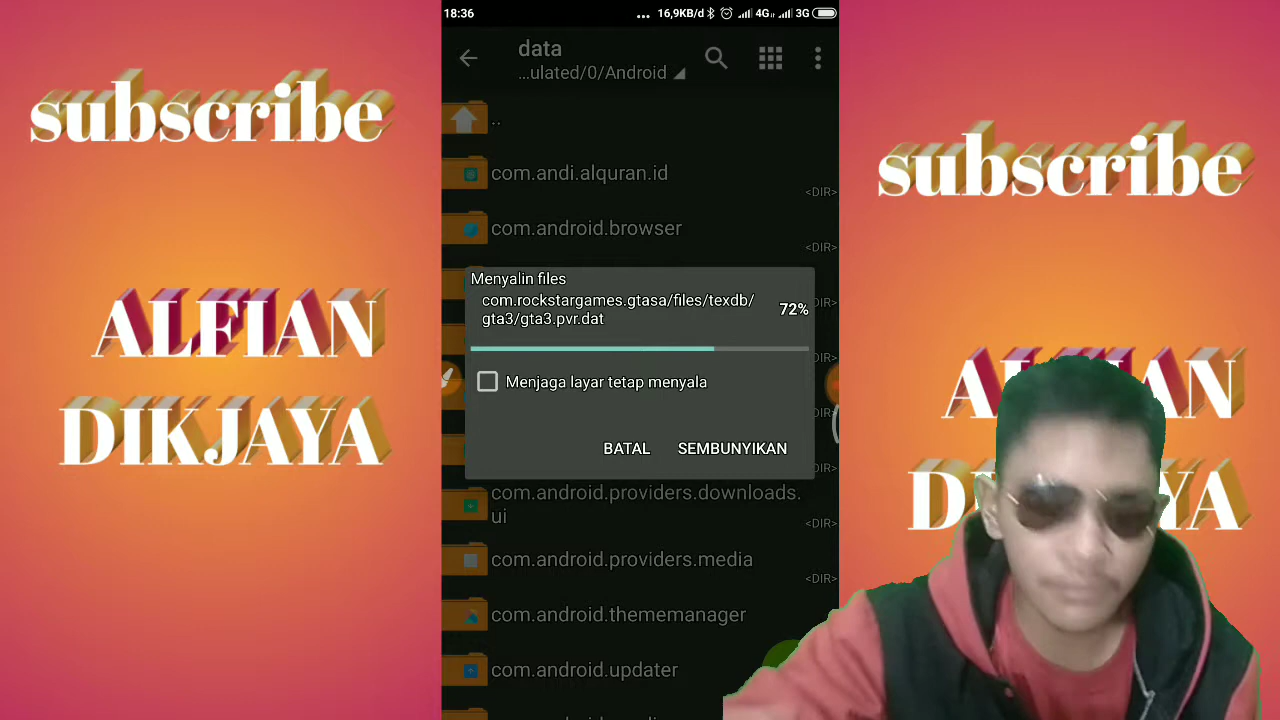 18:36
... 16,9KB/d 4G 3G
data
...ulated/0/Android
subscribe
ALFIAN
DIKJAYA
..
com.andi.alquran.id
<DIR>
com.android.browser
<DIR>
Menyalin files
com.rockstargames.gtasa/files/texdb/
gta3/gta3.pvr.dat
72%
Menjaga layar tetap menyala
BATAL
SEMBUNYIKAN
com.android.providers.downloads.
ui
<DIR>
com.android.providers.media
<DIR>
com.android.thememanager
com.android.updater
subscribe